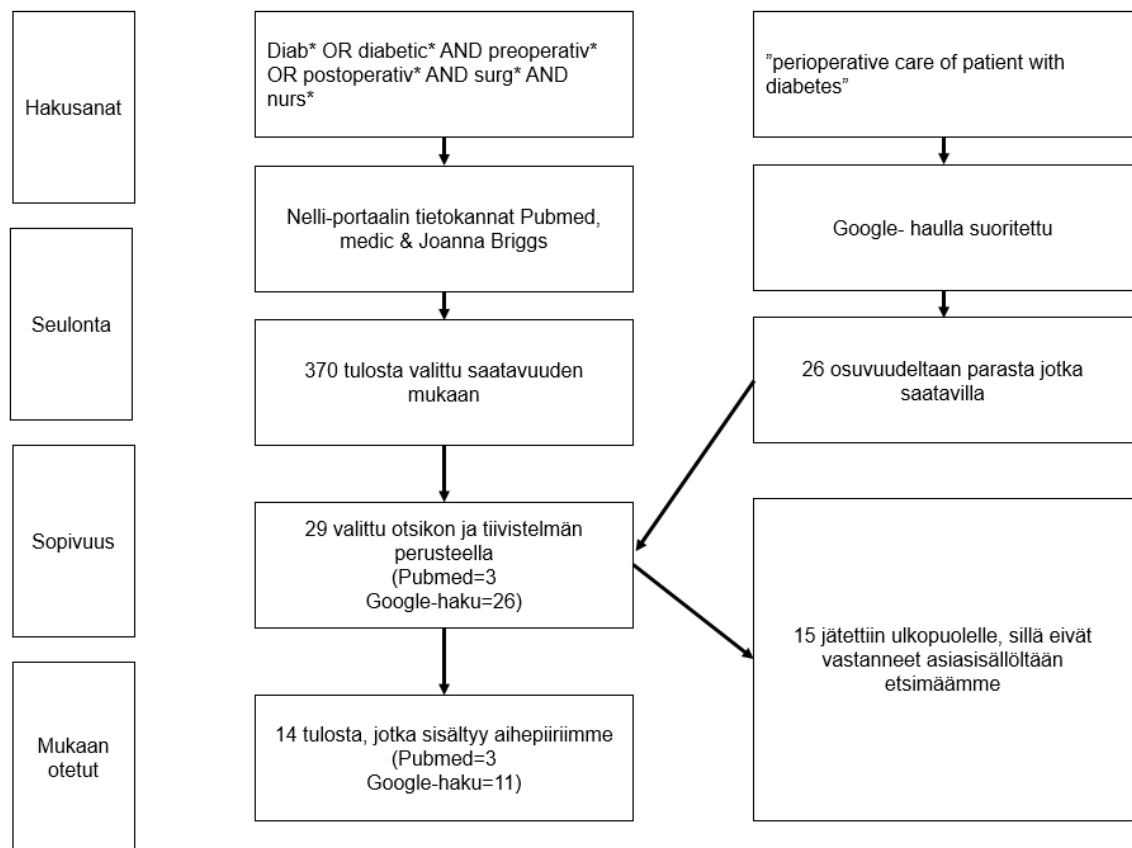 Hakusanat
Diab* OR diabetic* AND preoperativ*
OR postoperativ* AND surg* AND
nurs*
”perioperative care of patient with
diabetes”
Nelli-portaalin tietokannat Pubmed,
medic & Joanna Briggs
Google- haulla suoritettu
Seulonta
370 tulosta valittu saatavuuden
mukaan
26 osuvuudeltaan parasta jotka
saatavilla
Sopivuus
29 valittu otsikon ja tiivistelmän
perusteella
(Pubmed=3
Google-haku=26)
15 jätettiin ulkopuolelle, sillä eivät
vastanneet asiasisällöltään
etsimäämme
Mukaan
otetut
14 tulosta, jotka sisältyy aihepiiriimme
(Pubmed=3
Google-haku=11)